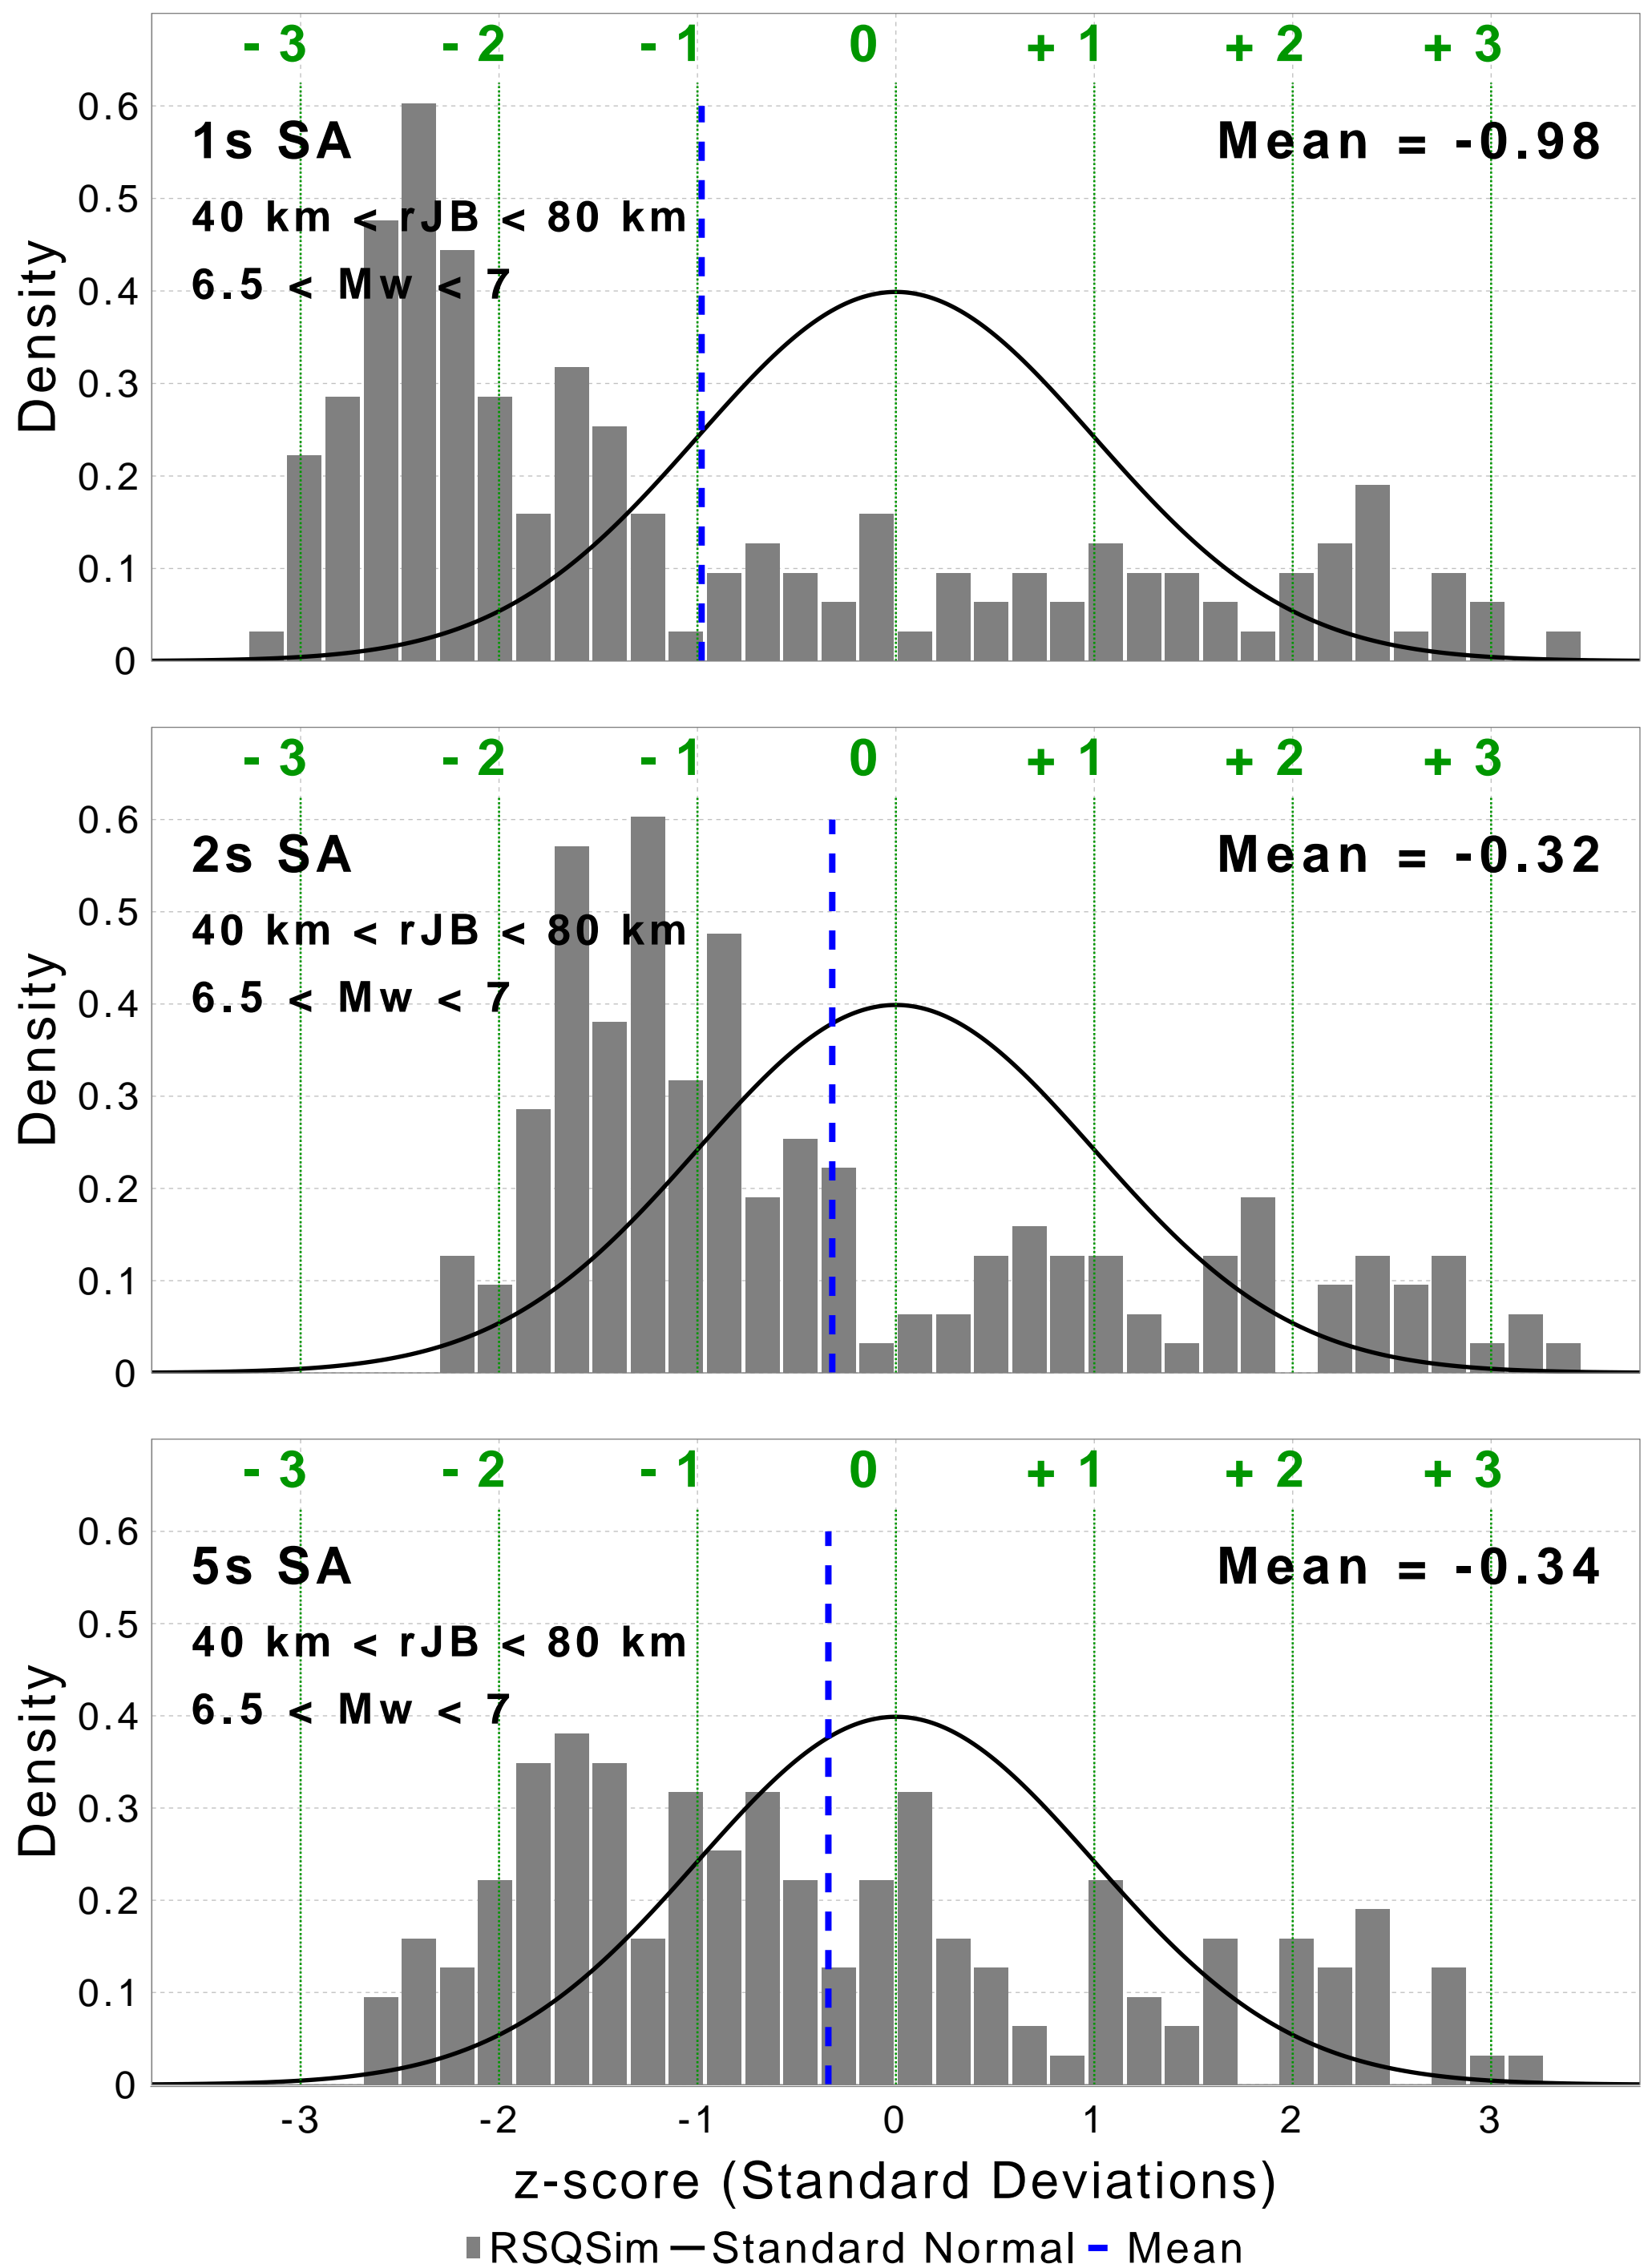 - 3 - 2 - 1 0 + 1 + 2 + 3
0.6
1s SA Mean = -0.98
0.5
40 km < rJB < 80 km
6.5 < Mw < 7
0.4
0.3
0.2
0.1
0
Density
- 3 - 2 - 1 0 + 1 + 2 + 3
0.6
2s SA Mean = -0.32
0.5
40 km < rJB < 80 km
6.5 < Mw < 7
0.4
0.3
0.2
0.1
0
Density
- 3 - 2 - 1 0 + 1 + 2 + 3
0.6
5s SA Mean = -0.34
0.5
40 km < rJB < 80 km
6.5 < Mw < 7
0.4
0.3
0.2
0.1
0
Density
-3 -2 -1 0 1 2 3
z-score (Standard Deviations)
RSQSim Standard Normal Mean